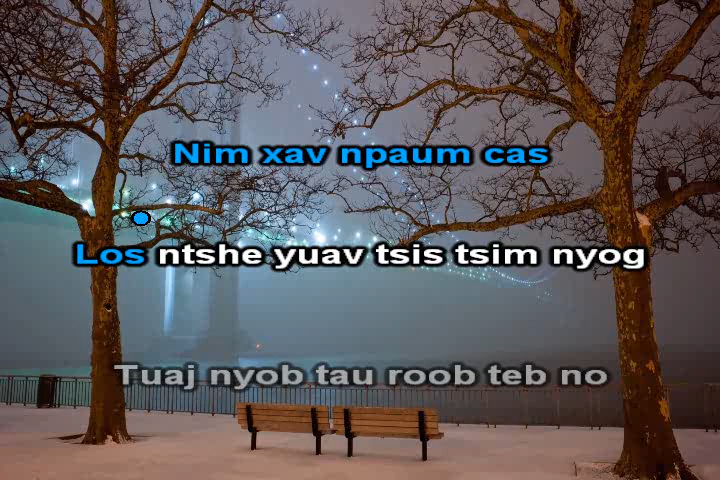 Nim xav npaum cas
Los ntshe yuav tsis tsim nyog
Tuaj nyob tau roob teb no